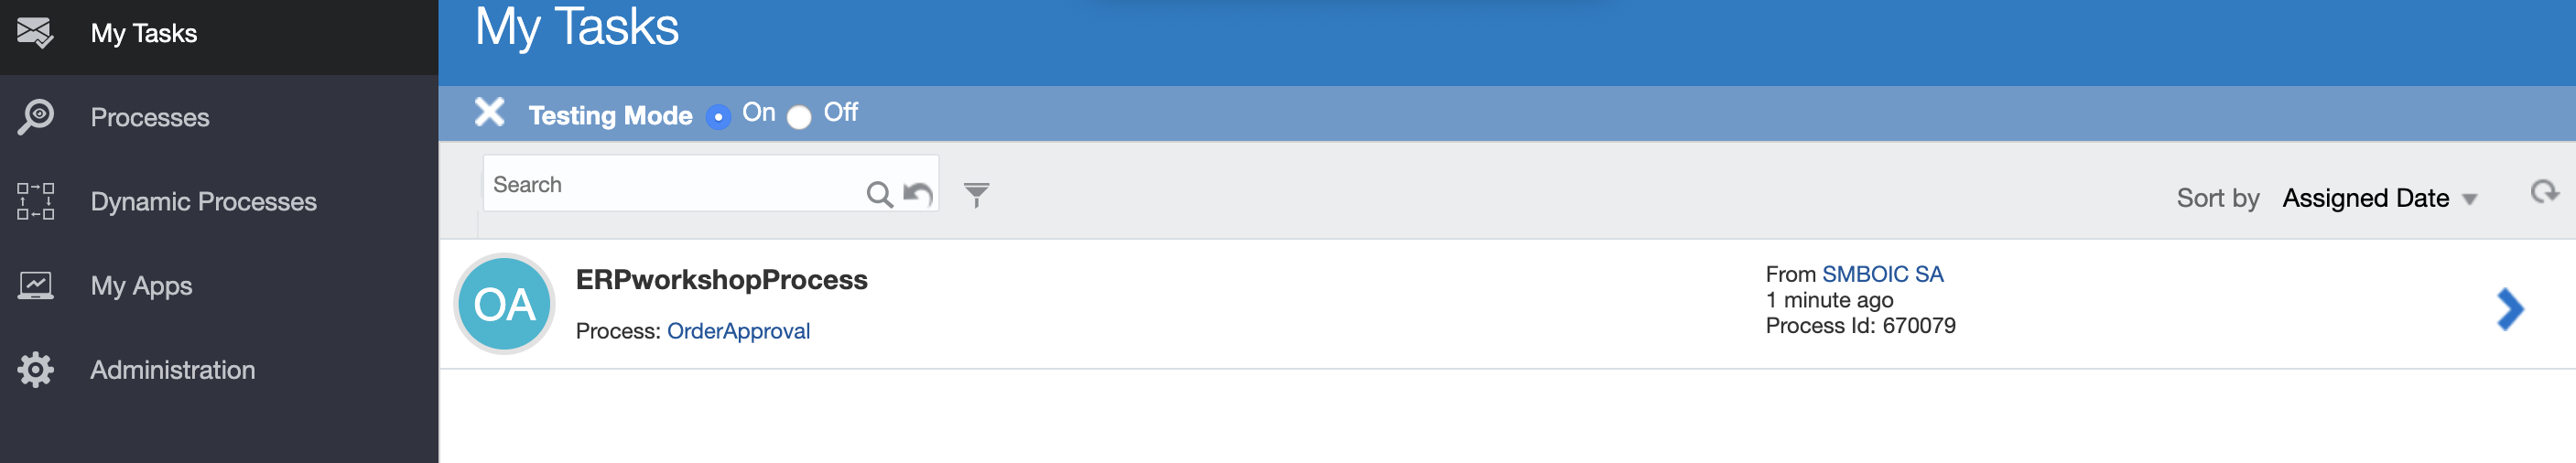 My Tasks
Processes
Dynamic Processes
My Apps
Administration
My Tasks
Testing Mode On Off
Search
Sort by Assigned Date
OA
ERPworkshopProcess
Process: OrderApproval
From SMBOIC SA
1 minute ago
Process Id: 670079